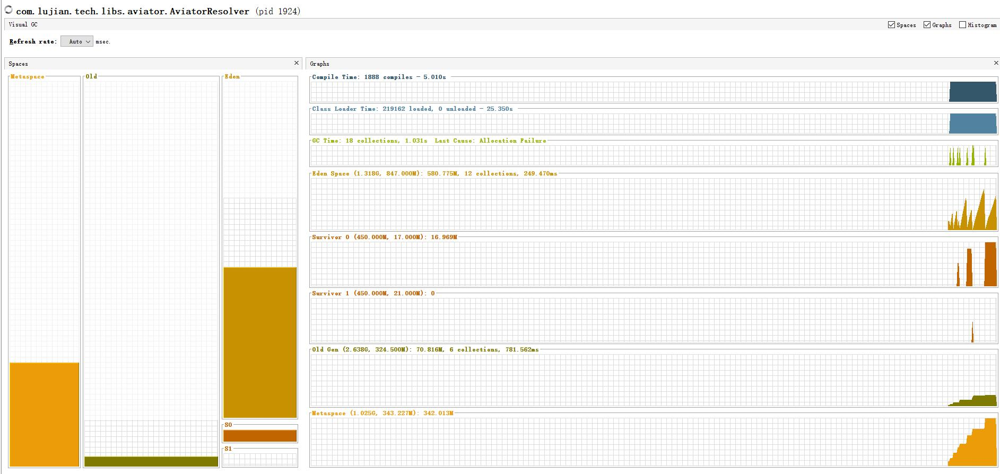 com.lujian.tech.libs.aviator.AviatorResolver (pid 1924)
Visual GC
Spaces Graphs Histogram
Refresh rate: Auto msec.
Spaces
Metaspace
Old
Eden
S0
S1
Graphs
Compile Time: 1888 compiles - 5.010s
Class Loader Time: 219162 loaded, 0 unloaded - 25.350s
GC Time: 18 collections, 1.031s Last Cause: Allocation Failure
Eden Space (1.318G, 847.000M): 580.775M, 12 collections, 249.470ms
Survivor 0 (450.000M, 17.000M): 16.969M
Survivor 1 (450.000M, 21.000M): 0
Old Gen (2.638G, 324.500M): 70.816M, 6 collections, 781.562ms
Metaspace (1.025G, 343.227M): 342.013M